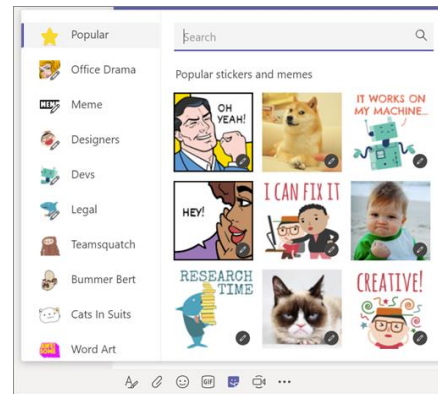 Popular
Office Drama
Meme
Designers
Devs
Legal
Teamsquatch
Bummer Bert
Cats In Suits
Word Art
Search
Popular stickers and memes
OH
YEAH!
IT WORKS ON
MY MACHINE...
HEY!
I CAN FIX IT
RESEARCH
TIME
CREATIVE!
GIF